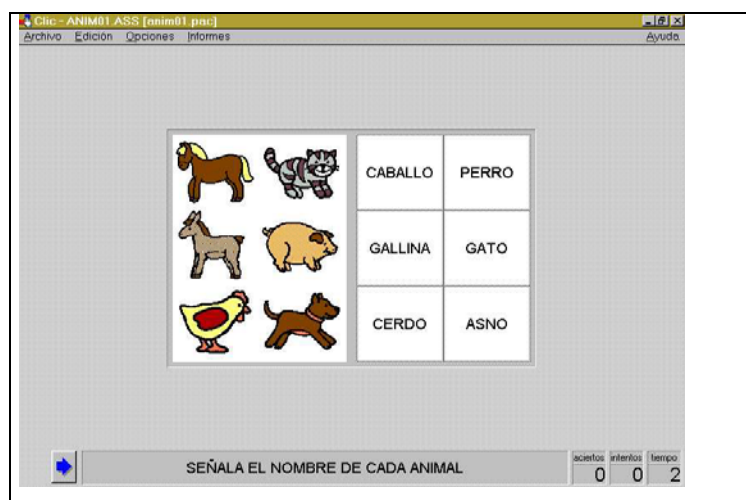 Clic - ANIM01.ASS [anim01.pac]
Archivo Edición Opciones Informes Ayuda
CABALLO PERRO
GALLINA GATO
CERDO ASNO
SEÑALA EL NOMBRE DE CADA ANIMAL
aciertos intentos tiempo
0 0 2